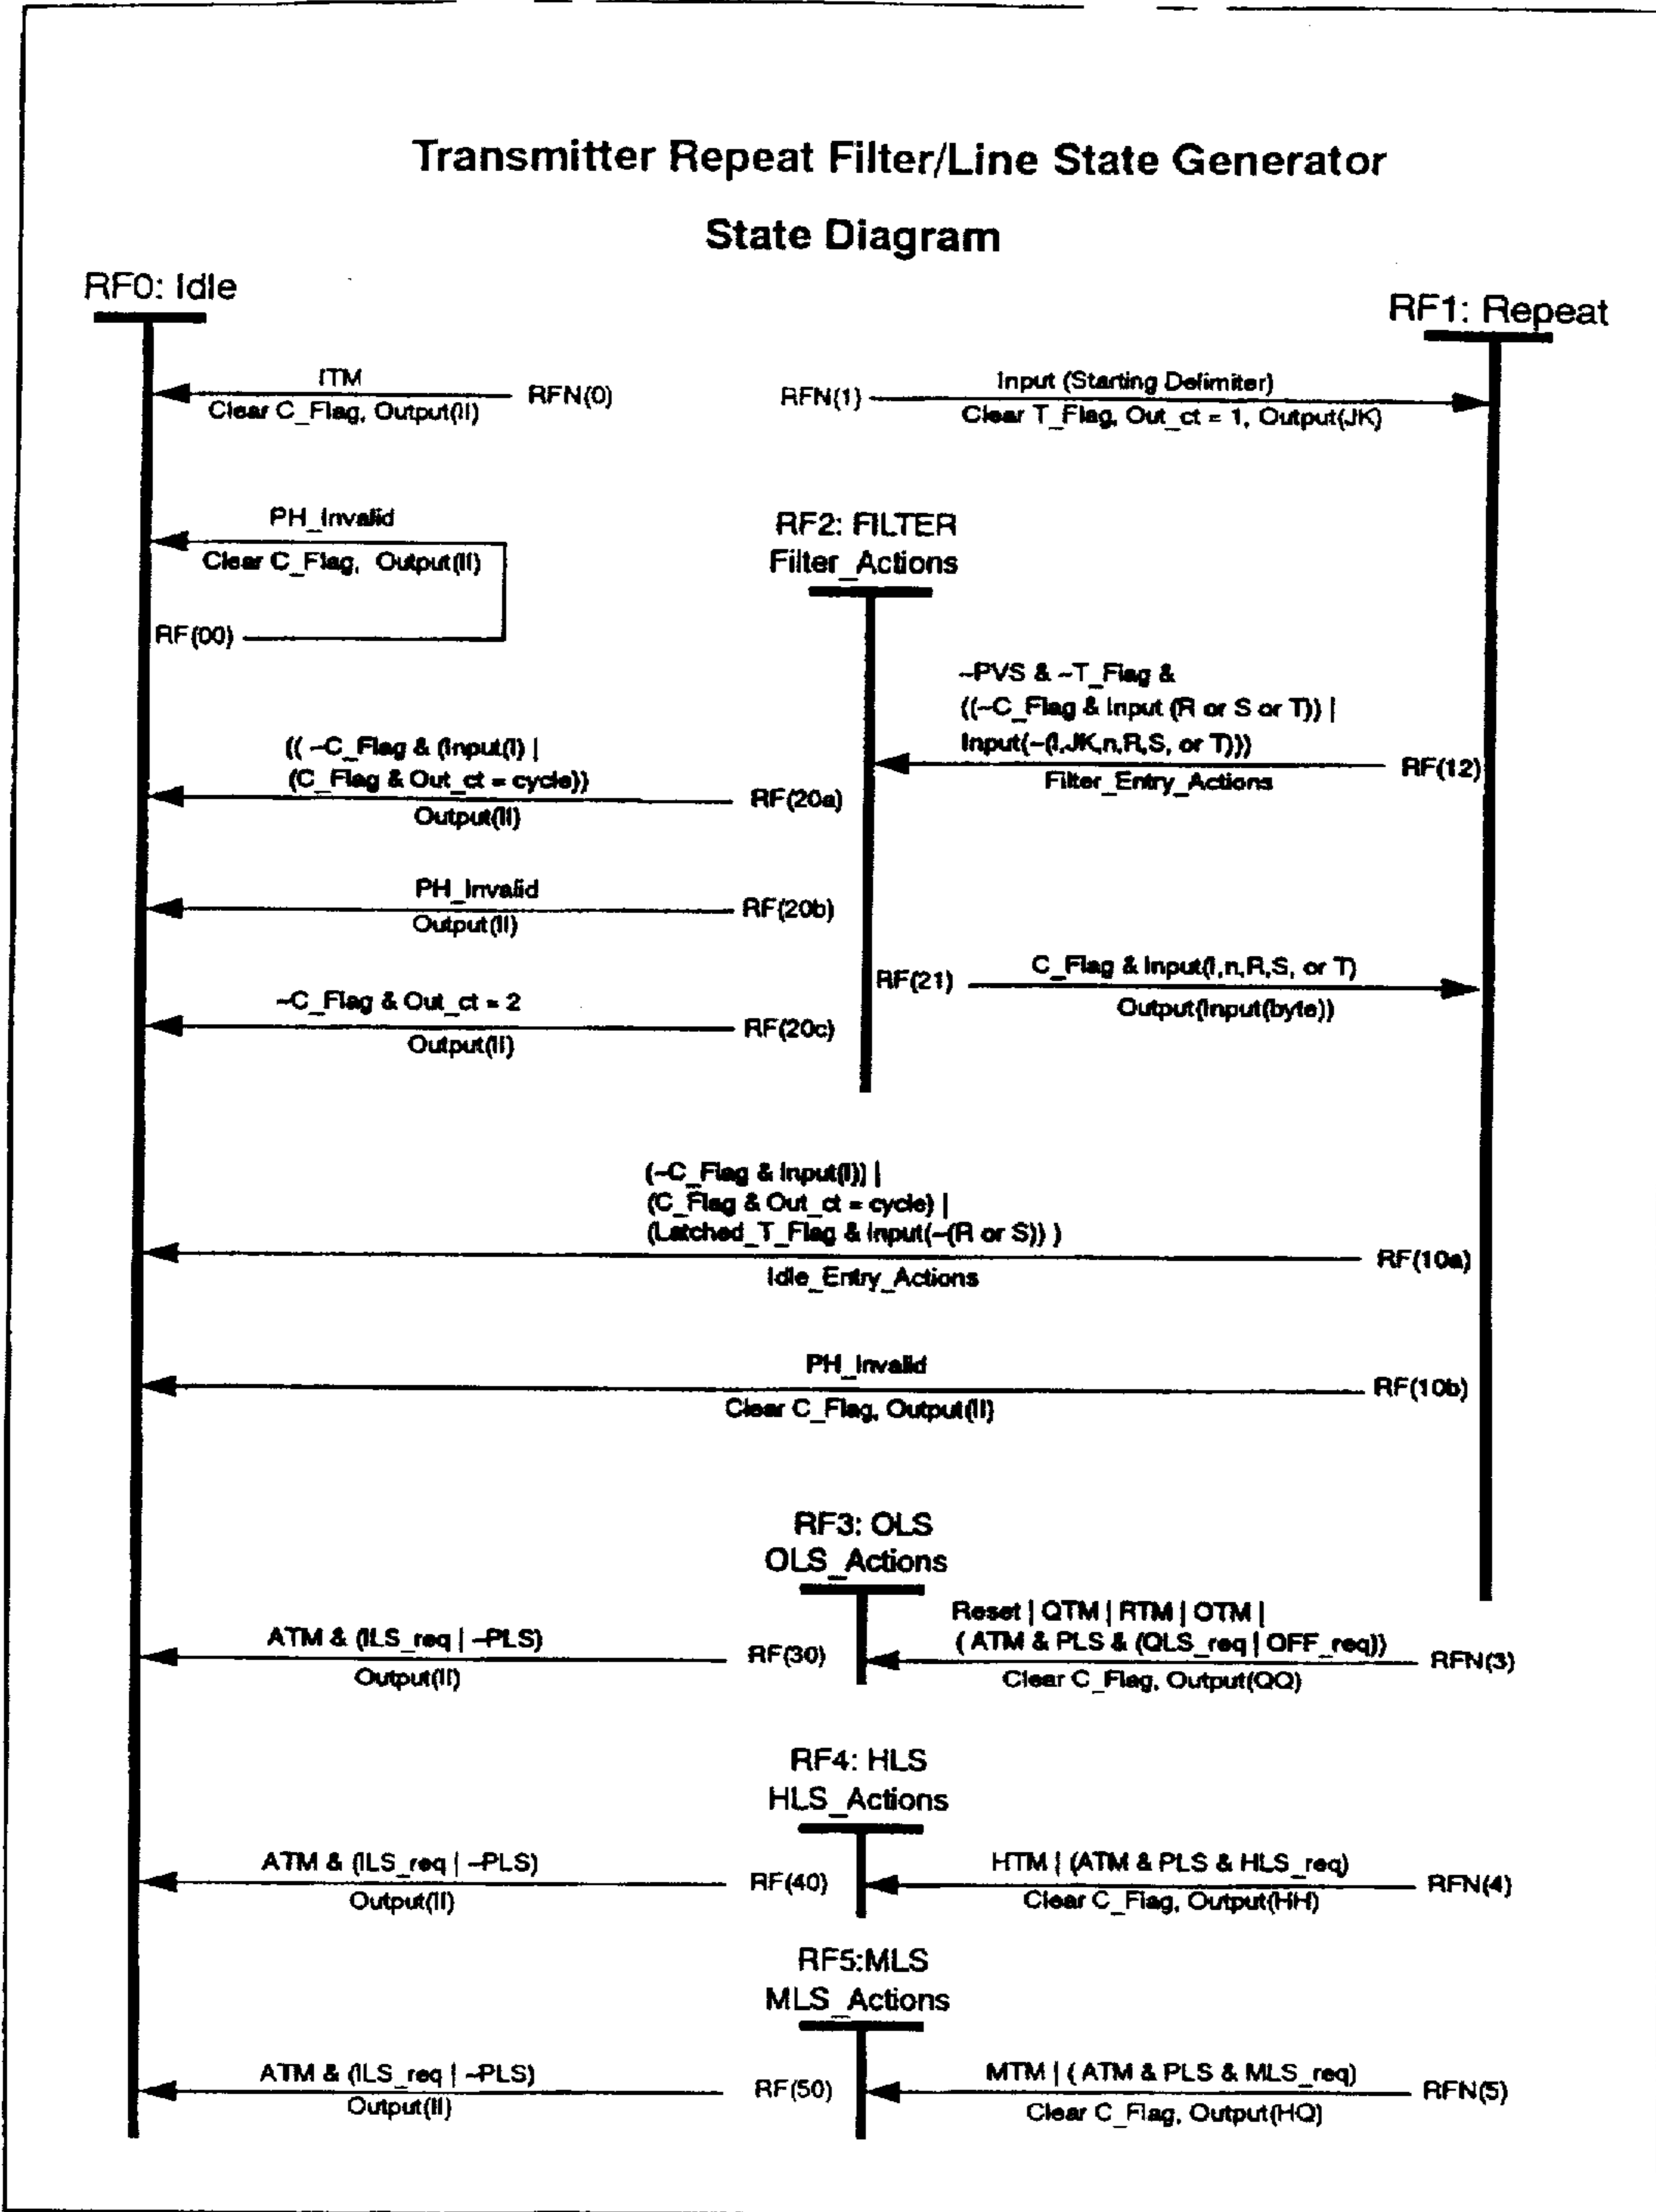 Transmitter Repeat Filter/Line State Generator
State Diagram
RF0: Idle
RF1: Repeat
ITM
RFN(0)
Clear C_Flag, Output(II)
RFN(1)
Input (Starting Delimiter)
Clear T_Flag, Out_ct = 1, Output(JK)
PH_Invalid
Clear C_Flag, Output(II)
RF(00)
RF2: FILTER
Filter_Actions
~PVS & ~T_Flag &
((~C_Flag & Input (R or S or T)) |
Input(~(I,JK,n,R,S, or T)))
RF(12)
Filter_Entry_Actions
(( ~C_Flag & (Input(I) |
(C_Flag & Out_ct = cycle))
RF(20a)
Output(II)
PH_Invalid
RF(20b)
Output(II)
RF(21)
C_Flag & Input(I,n,R,S, or T)
Output(Input(byte))
~C_Flag & Out_ct = 2
RF(20c)
Output(II)
(~C_Flag & Input(I)) |
(C_Flag & Out_ct = cycle) |
(Latched_T_Flag & Input(~(R or S)) )
RF(10a)
Idle_Entry_Actions
PH_Invalid
RF(10b)
Clear C_Flag, Output(II)
RF3: OLS
OLS_Actions
Reset | QTM | RTM | OTM |
( ATM & PLS & (QLS_req | OFF_req))
RFN(3)
Clear C_Flag, Output(QQ)
ATM & (ILS_req | ~PLS)
RF(30)
Output(II)
RF4: HLS
HLS_Actions
ATM & (ILS_req | ~PLS)
RF(40)
Output(II)
HTM | (ATM & PLS & HLS_req)
RFN(4)
Clear C_Flag, Output(HH)
RF5:MLS
MLS_Actions
ATM & (ILS_req | ~PLS)
RF(50)
Output(II)
MTM | ( ATM & PLS & MLS_req)
RFN(5)
Clear C_Flag, Output(HQ)